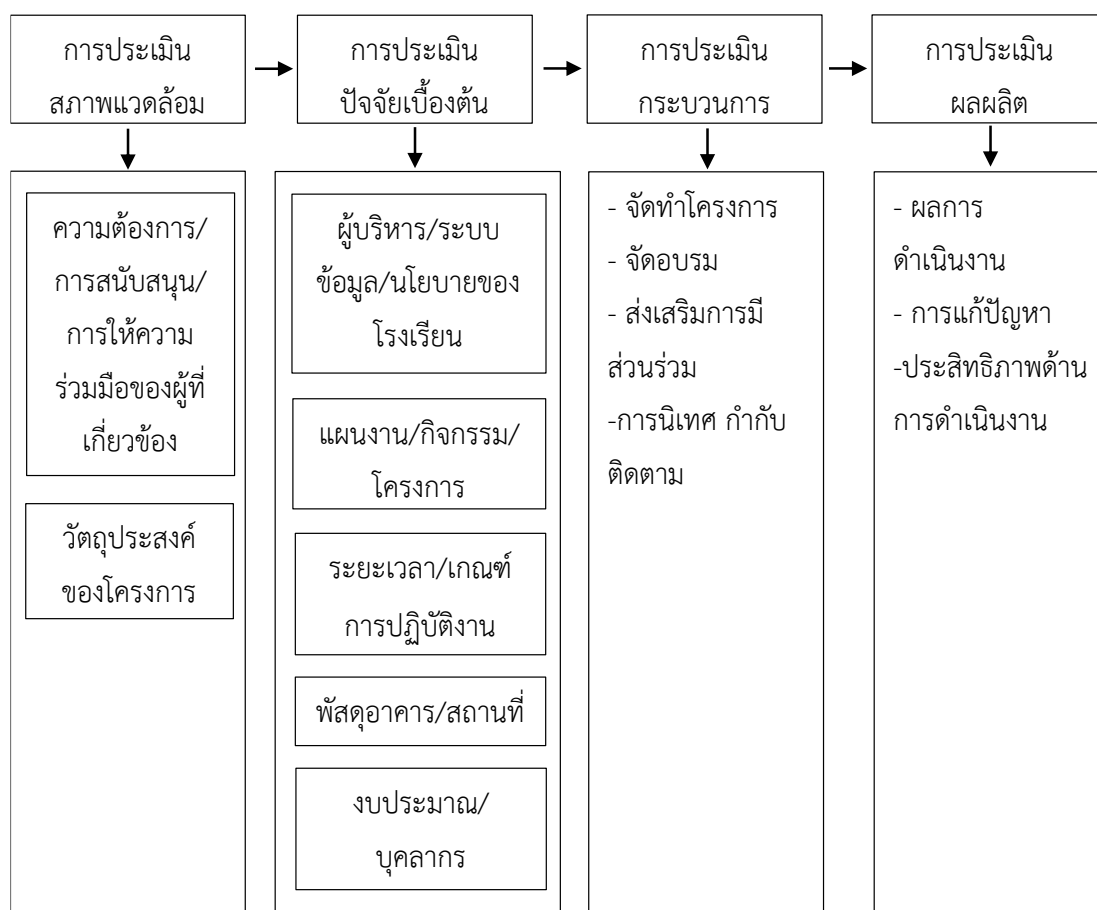 การประเมิน
สภาพแวดล้อม
การประเมิน
ปัจจัยเบื้องต้น
การประเมิน
กระบวนการ
การประเมิน
ผลผลิต
ความต้องการ/
การสนับสนุน/
การให้ความ
ร่วมมือของผู้ที่
เกี่ยวข้อง
วัตถุประสงค์
ของโครงการ
ผู้บริหาร/ระบบ
ข้อมูล/นโยบายของ
โรงเรียน
แผนงาน/กิจกรรม/
โครงการ
ระยะเวลา/เกณฑ์
การปฏิบัติงาน
พัสดุอาคาร/สถานที่
งบประมาณ/
บุคลากร
- จัดทำโครงการ
- จัดอบรม
- ส่งเสริมการมี
ส่วนร่วม
-การนิเทศ กำกับ
ติดตาม
- ผลการ
ดำเนินงาน
- การแก้ปัญหา
-ประสิทธิภาพด้าน
การดำเนินงาน